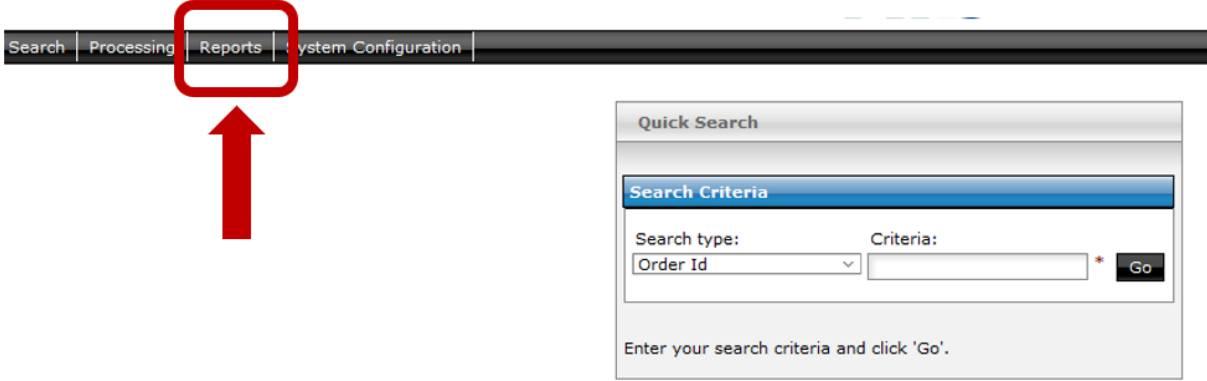 Search Processing Reports System Configuration
Quick Search
Search Criteria
Search type: Criteria:
Order Id * Go
Enter your search criteria and click 'Go'.